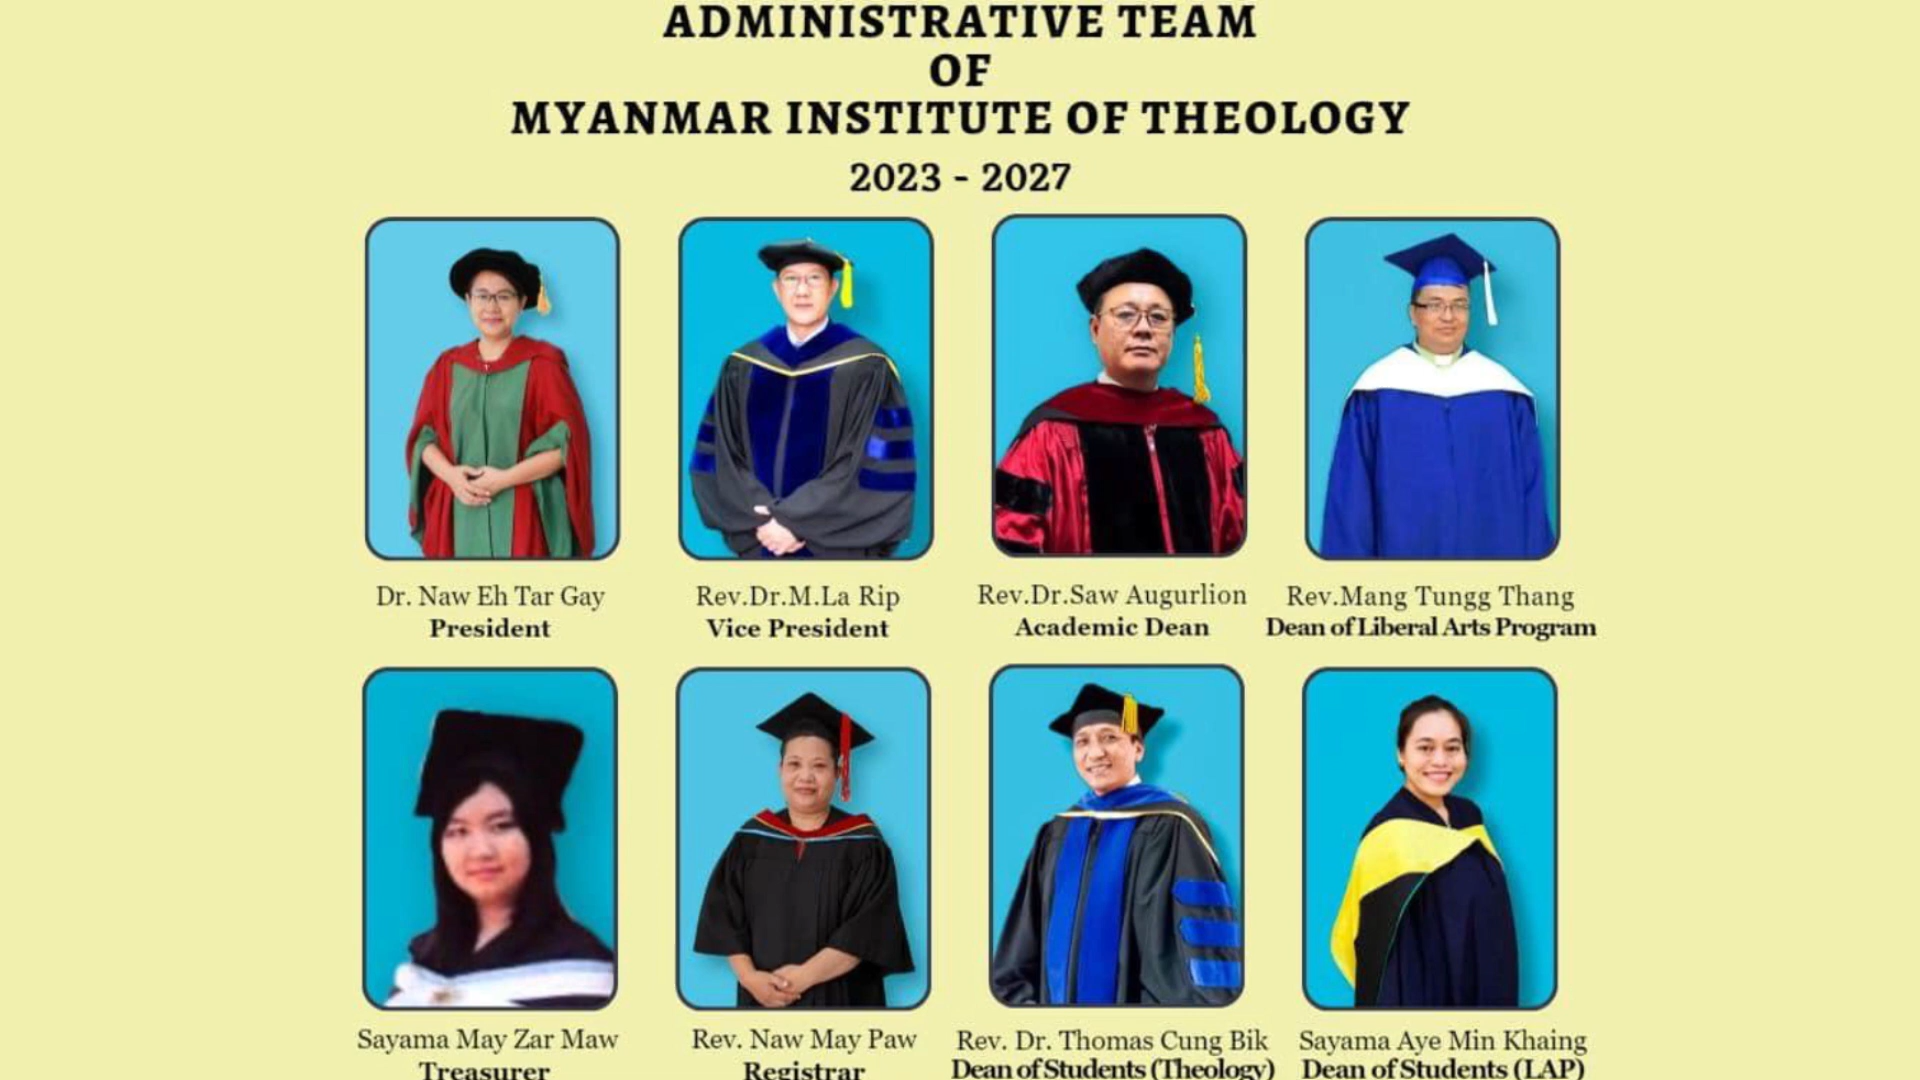 ADMINISTRATIVE TEAM
OF
MYANMAR INSTITUTE OF THEOLOGY
2023 - 2027
Dr. Naw Eh Tar Gay
President
Rev.Dr.M.La Rip
Vice President
Rev.Dr.Saw Augurlion
Academic Dean
Rev.Mang Tungg Thang
Dean of Liberal Arts Program
Sayama May Zar Maw
Treasurer
Rev. Naw May Paw
Registrar
Rev. Dr. Thomas Cung Bik
Dean of Students (Theology)
Sayama Aye Min Khaing
Dean of Students (LAP)